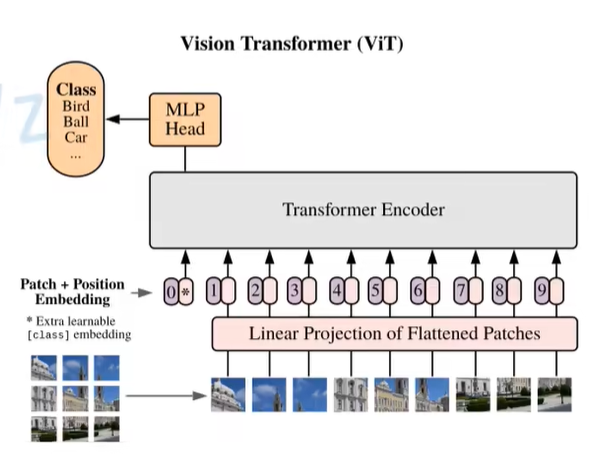 Vision Transformer (ViT)
Class
Bird
Ball
Car
...
MLP
Head
Transformer Encoder
Patch + Position
Embedding
0 * 1 2 3 4 5 6 7 8 9
* Extra learnable
[class] embedding
Linear Projection of Flattened Patches